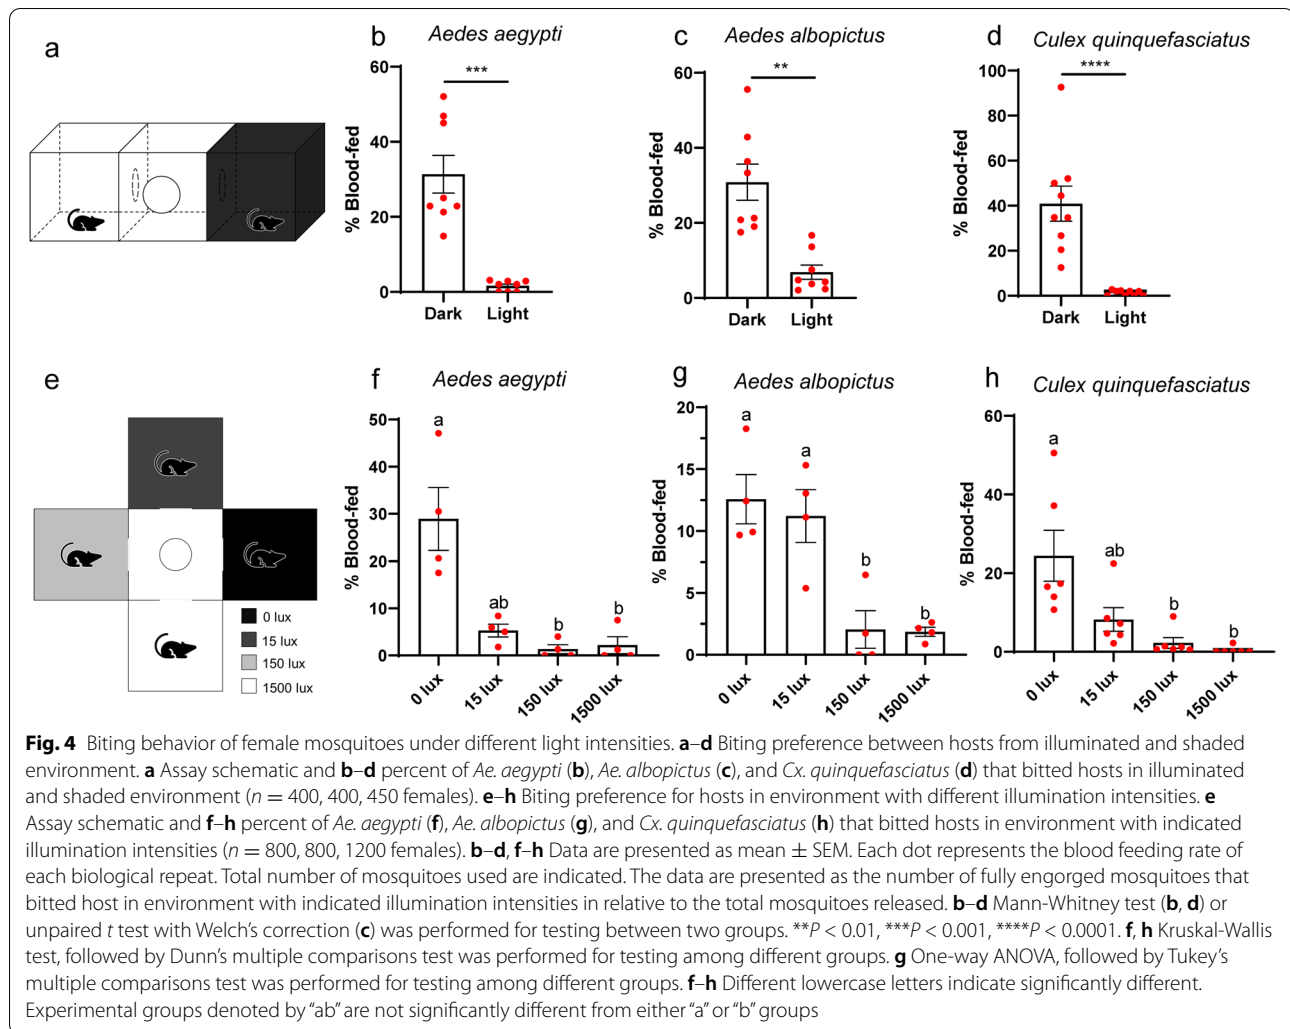 a
b
Aedes aegypti
***
% Blood-fed
60
40
20
0
Dark
Light
c
Aedes albopictus
**
% Blood-fed
60
40
20
0
Dark
Light
d
Culex quinquefasciatus
****
% Blood-fed
100
80
60
40
20
0
Dark
Light
e
0 lux
15 lux
150 lux
1500 lux
f
Aedes aegypti
% Blood-fed
50
40
30
20
10
0
a
ab
b
b
0 lux
15 lux
150 lux
1500 lux
g
Aedes albopictus
% Blood-fed
20
15
10
5
0
a
a
b
b
0 lux
15 lux
150 lux
1500 lux
h
Culex quinquefasciatus
% Blood-fed
60
40
20
0
a
ab
b
b
0 lux
15 lux
150 lux
1500 lux
Fig. 4 Biting behavior of female mosquitoes under different light intensities. a–d Biting preference between hosts from illuminated and shaded
environment. a Assay schematic and b–d percent of Ae. aegypti (b), Ae. albopictus (c), and Cx. quinquefasciatus (d) that bitted hosts in illuminated
and shaded environment (n = 400, 400, 450 females). e–h Biting preference for hosts in environment with different illumination intensities. e
Assay schematic and f–h percent of Ae. aegypti (f), Ae. albopictus (g), and Cx. quinquefasciatus (h) that bitted hosts in environment with indicated
illumination intensities (n = 800, 800, 1200 females). b–d, f–h Data are presented as mean ± SEM. Each dot represents the blood feeding rate of
each biological repeat. Total number of mosquitoes used are indicated. The data are presented as the number of fully engorged mosquitoes that
bitted host in environment with indicated illumination intensities in relative to the total mosquitoes released. b–d Mann-Whitney test (b, d) or
unpaired t test with Welch's correction (c) was performed for testing between two groups. **P < 0.01, ***P < 0.001, ****P < 0.0001. f, h Kruskal-Wallis
test, followed by Dunn's multiple comparisons test was performed for testing among different groups. g One-way ANOVA, followed by Tukey's
multiple comparisons test was performed for testing among different groups. f–h Different lowercase letters indicate significantly different.
Experimental groups denoted by "ab" are not significantly different from either "a" or "b" groups